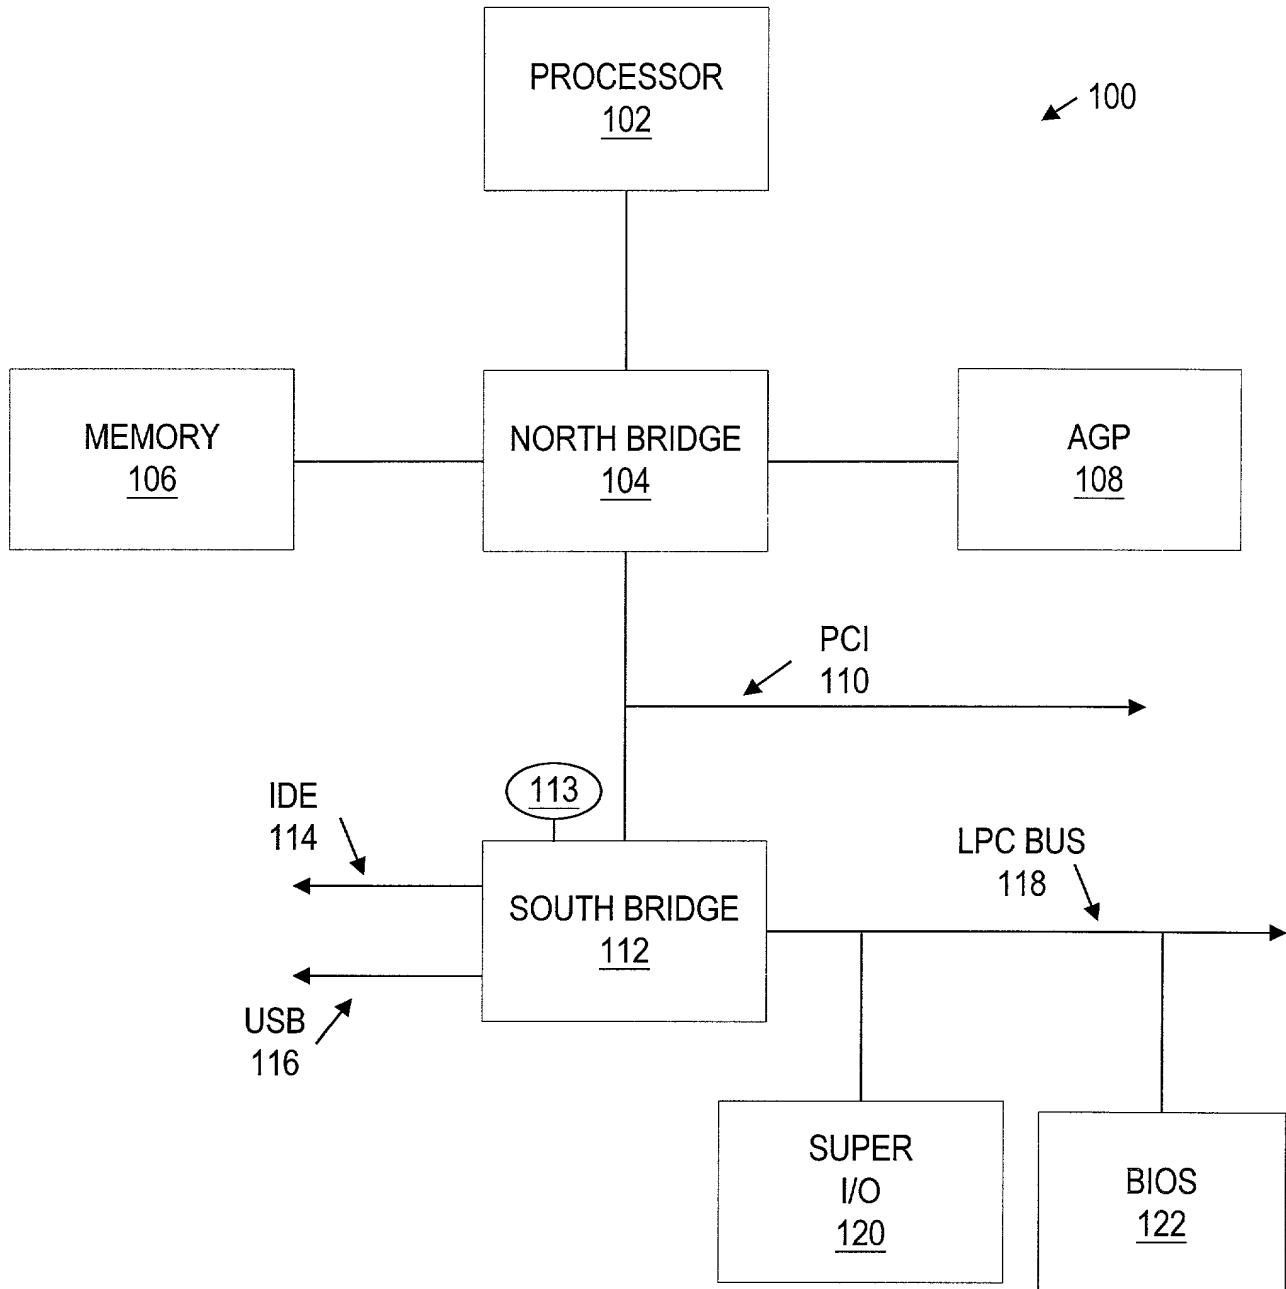 PROCESSOR
102
100
MEMORY
106
NORTH BRIDGE
104
AGP
108
PCI
110
113
IDE
114
LPC BUS
118
SOUTH BRIDGE
112
USB
116
SUPER
I/O
120
BIOS
122